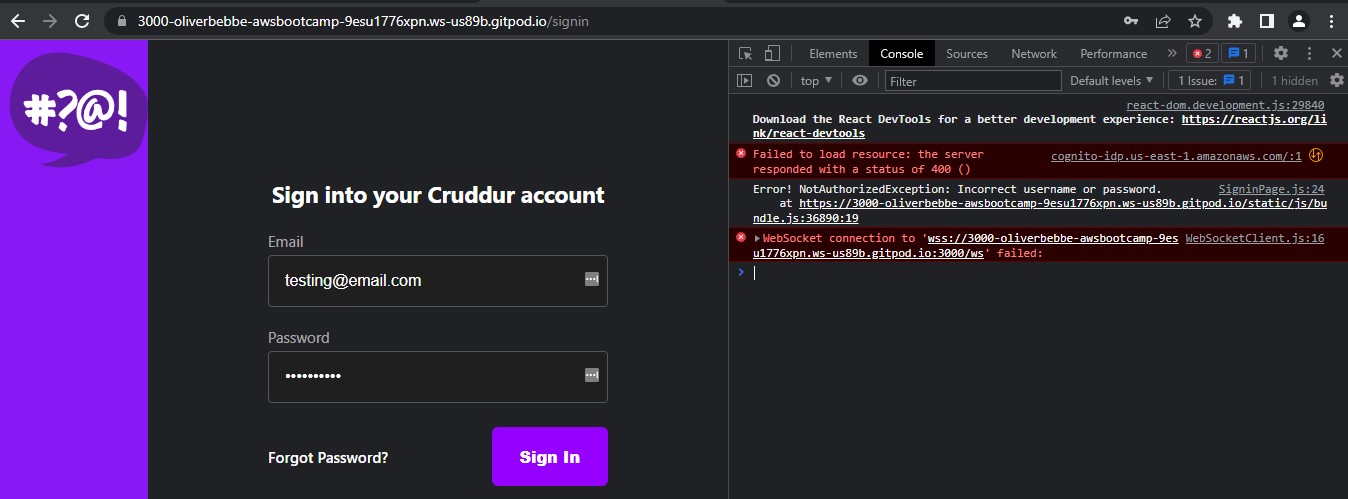 3000-oliverbebbe-awsbootcamp-9esu1776xpn.ws-us89b.gitpod.io/signin
#?@!
Sign into your Cruddur account
Email
testing@email.com
Password
••••••••••
Forgot Password?
Sign In
Elements Console Sources Network Performance » 2 1
top Filter Default levels 1 Issue: 1 1 hidden
react-dom.development.js:29840
Download the React DevTools for a better development experience: https://reactjs.org/li
nk/react-devtools
Failed to load resource: the server cognito-idp.us-east-1.amazonaws.com/:1
responded with a status of 400 ()
Error! NotAuthorizedException: Incorrect username or password. SigninPage.js:24
at https://3000-oliverbebbe-awsbootcamp-9esu1776xpn.ws-us89b.gitpod.io/static/js/bu
ndle.js:36890:19
WebSocket connection to 'wss://3000-oliverbebbe-awsbootcamp-9es WebSocketClient.js:16
u1776xpn.ws-us89b.gitpod.io:3000/ws' failed: